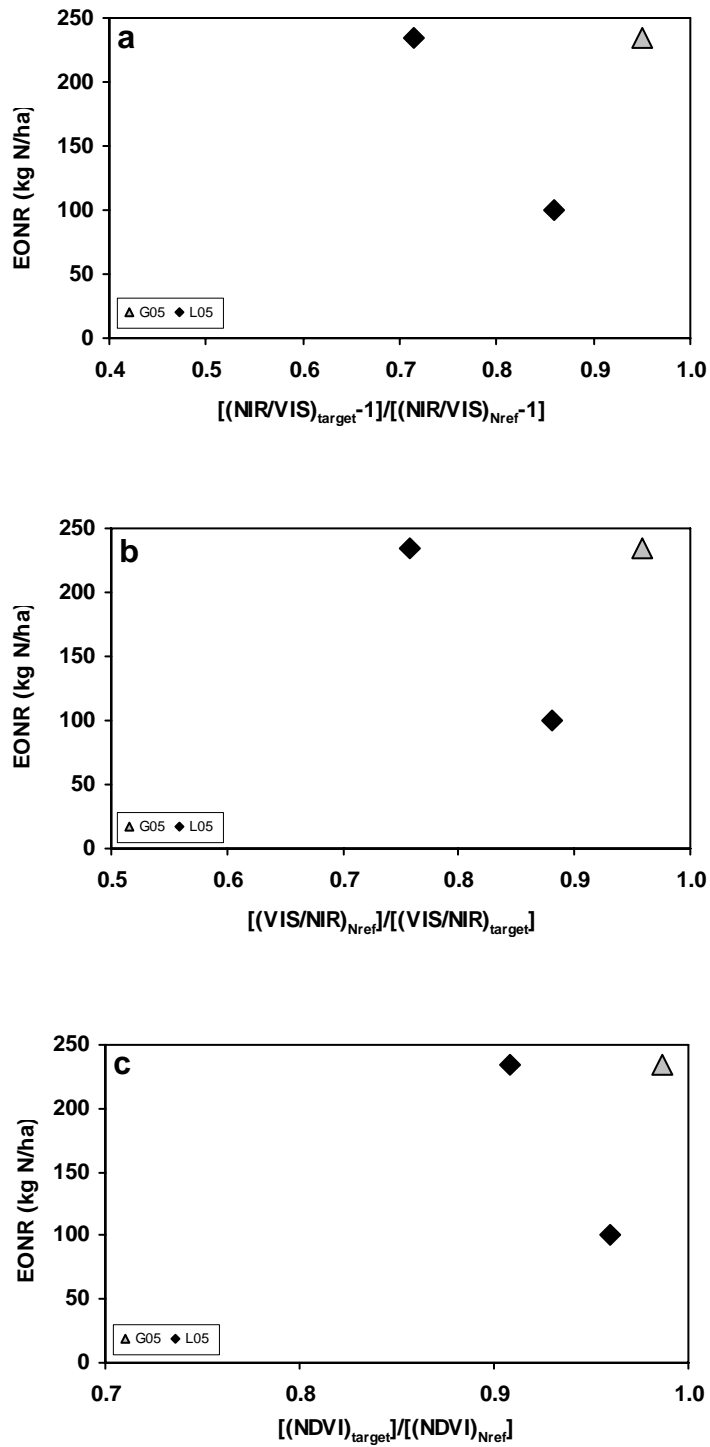 a
250
200
150
100
50
0
EONR (kg N/ha)
G05 L05
0.4 0.5 0.6 0.7 0.8 0.9 1.0
[(NIR/VIS)target-1]/[(NIR/VIS)Nref-1]
b
250
200
150
100
50
0
EONR (kg N/ha)
G05 L05
0.5 0.6 0.7 0.8 0.9 1.0
[(VIS/NIR)Nref]/[(VIS/NIR)target]
c
250
200
150
100
50
0
EONR (kg N/ha)
G05 L05
0.7 0.8 0.9 1.0
[(NDVI)target]/[(NDVI)Nref]